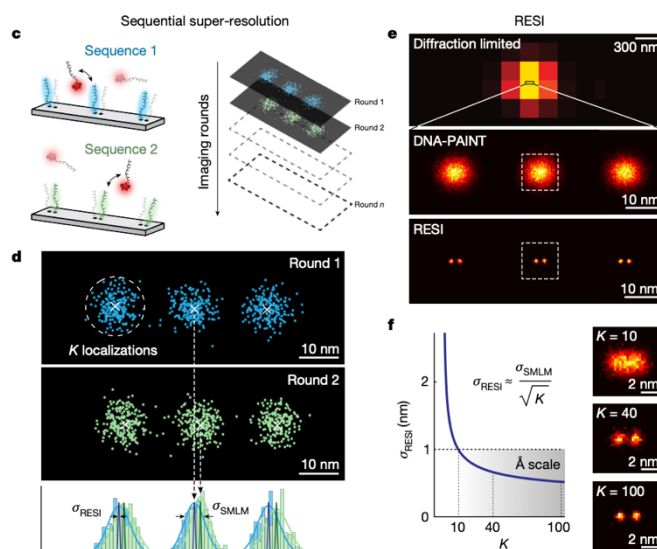 Sequential super-resolution
c
Sequence 1
Sequence 2
Imaging rounds
Round 1
Round 2
Round n
d
Round 1
K localizations
10 nm
Round 2
10 nm
σRESI
σSMLM
RESI
e
Diffraction limited
300 nm
DNA-PAINT
10 nm
RESI
10 nm
f
σRESI (nm)
2
1
σRESI ≈ σSMLM / √K
Å scale
10
40
100
K
K = 10
2 nm
K = 40
2 nm
K = 100
2 nm